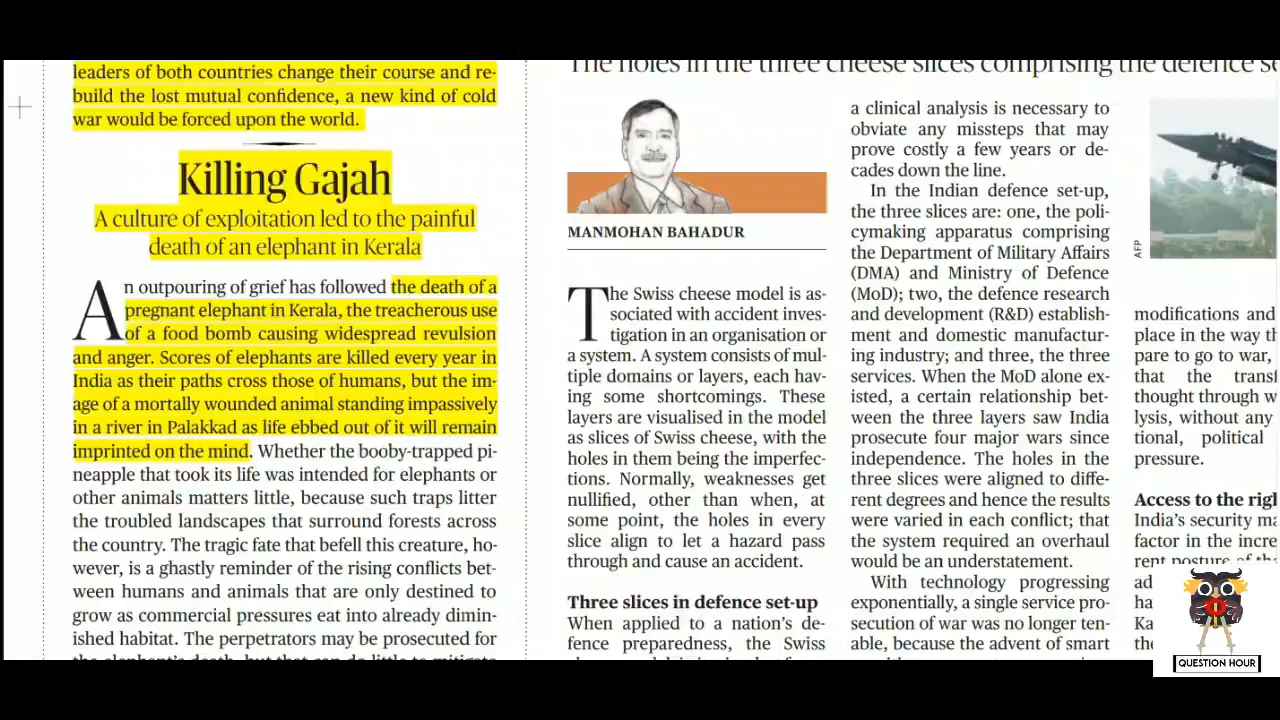 leaders of both countries change their course and re-
build the lost mutual confidence, a new kind of cold
war would be forced upon the world.
Killing Gajah
A culture of exploitation led to the painful
death of an elephant in Kerala
An outpouring of grief has followed the death of a
pregnant elephant in Kerala, the treacherous use
of a food bomb causing widespread revulsion
and anger. Scores of elephants are killed every year in
India as their paths cross those of humans, but the im-
age of a mortally wounded animal standing impassively
in a river in Palakkad as life ebbed out of it will remain
imprinted on the mind. Whether the booby-trapped pi-
neapple that took its life was intended for elephants or
other animals matters little, because such traps litter
the troubled landscapes that surround forests across
the country. The tragic fate that befell this creature, ho-
wever, is a ghastly reminder of the rising conflicts bet-
ween humans and animals that are only destined to
grow as commercial pressures eat into already dimin-
ished habitat. The perpetrators may be prosecuted for
the elephant's death, but that can do little to mitigate
The holes in the three cheese slices comprising the defence se
MANMOHAN BAHADUR
The Swiss cheese model is as-
sociated with accident inves-
tigation in an organisation or
a system. A system consists of mul-
tiple domains or layers, each hav-
ing some shortcomings. These
layers are visualised in the model
as slices of Swiss cheese, with the
holes in them being the imperfec-
tions. Normally, weaknesses get
nullified, other than when, at
some point, the holes in every
slice align to let a hazard pass
through and cause an accident.
Three slices in defence set-up
When applied to a nation's de-
fence preparedness, the Swiss
a clinical analysis is necessary to
obviate any missteps that may
prove costly a few years or de-
cades down the line.
In the Indian defence set-up,
the three slices are: one, the poli-
cymaking apparatus comprising
the Department of Military Affairs
(DMA) and Ministry of Defence
(MoD); two, the defence research
and development (R&D) establish-
ment and domestic manufactur-
ing industry; and three, the three
services. When the MoD alone ex-
isted, a certain relationship bet-
ween the three layers saw India
prosecute four major wars since
independence. The holes in the
three slices were aligned to diffe-
rent degrees and hence the results
were varied in each conflict; that
the system required an overhaul
would be an understatement.
With technology progressing
exponentially, a single service pro-
secution of war was no longer ten-
able, because the advent of smart
AFP
modifications and
place in the way th
pare to go to war,
that the transf
thought through w
lysis, without any
tional, political
pressure.
Access to the rigl
India's security ma
factor in the incre
rent posture of the
ad
ha
Ka
the
QUESTION HOUR